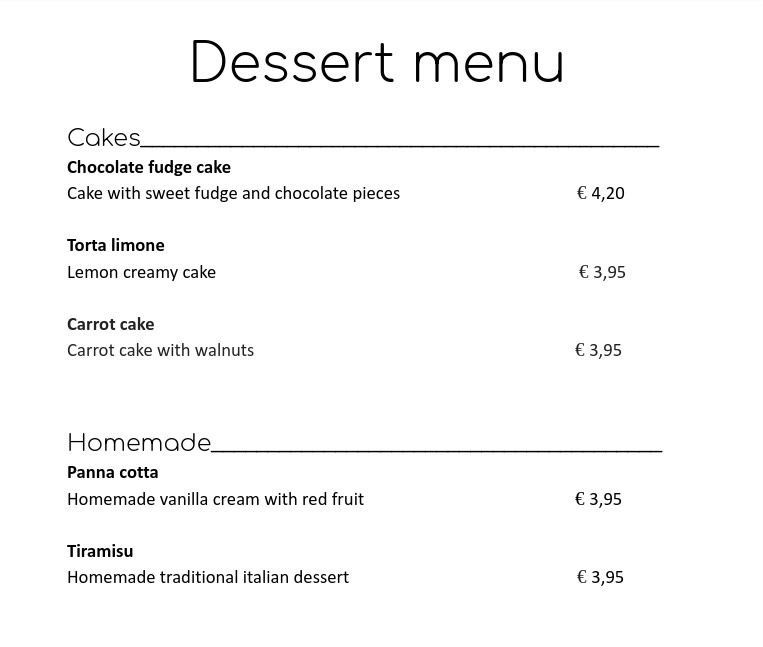 Dessert menu
Cakes
Chocolate fudge cake
Cake with sweet fudge and chocolate pieces € 4,20
Torta limone
Lemon creamy cake € 3,95
Carrot cake
Carrot cake with walnuts € 3,95
Homemade
Panna cotta
Homemade vanilla cream with red fruit € 3,95
Tiramisu
Homemade traditional italian dessert € 3,95